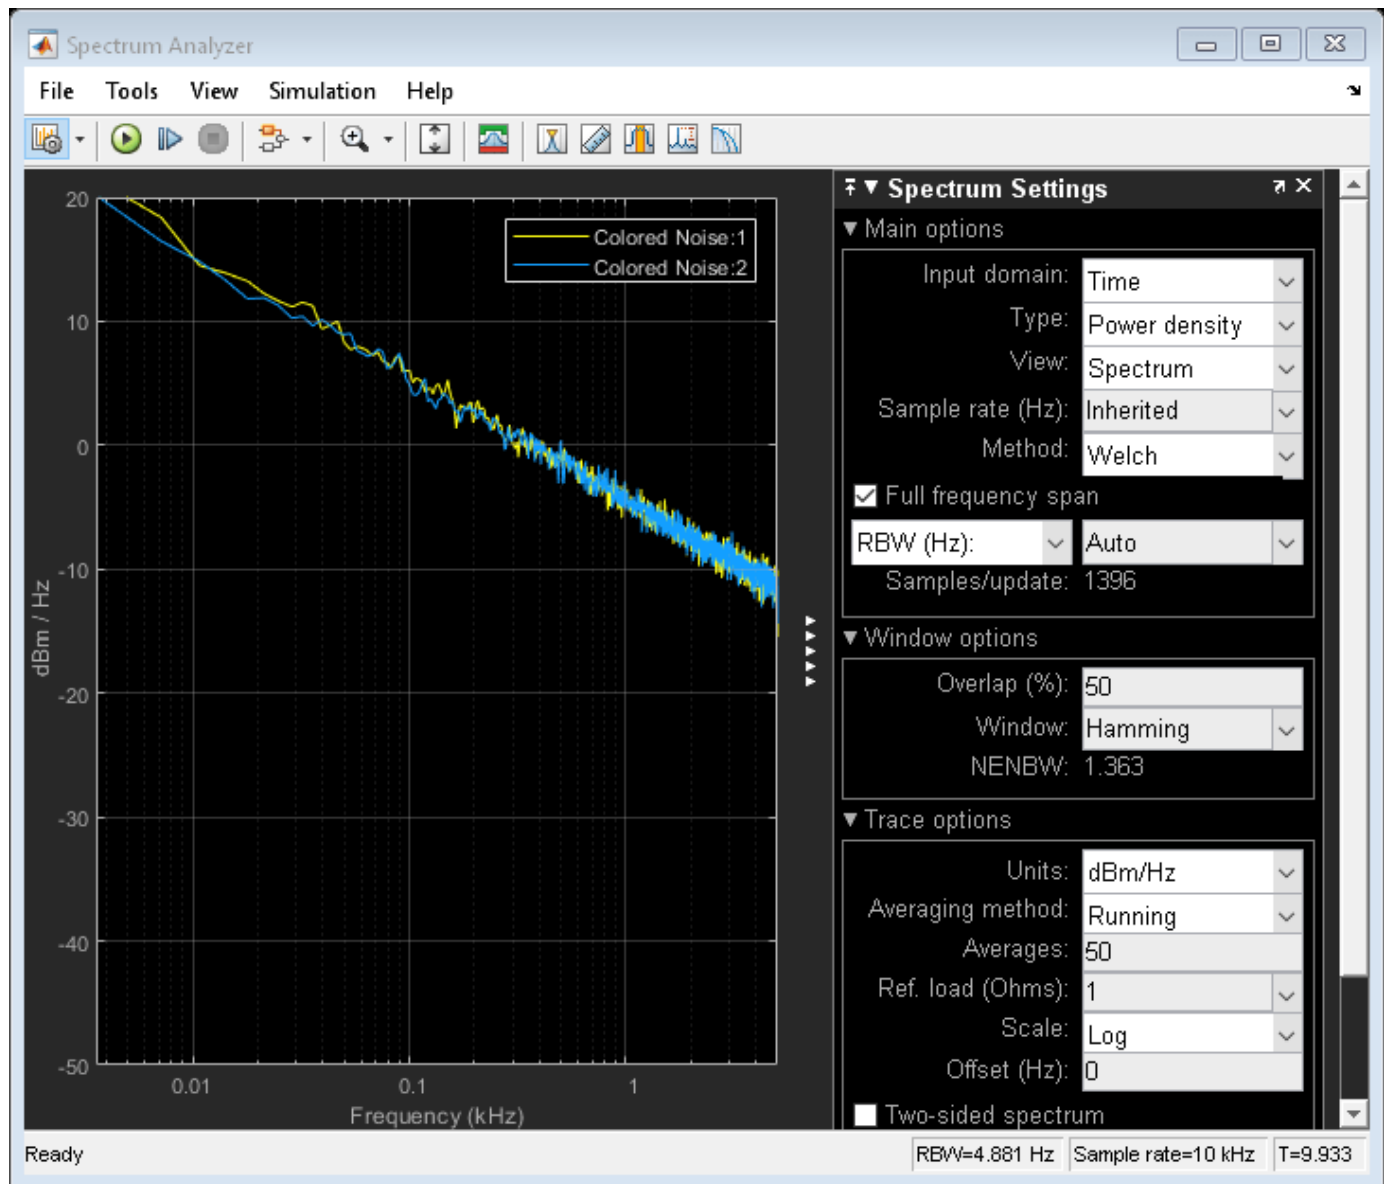 Spectrum Analyzer
File Tools View Simulation Help
20
10
0
-10
-20
-30
-40
-50
dBm / Hz
0.01 0.1 1
Frequency (kHz)
Colored Noise:1
Colored Noise:2
Spectrum Settings
Main options
Input domain: Time
Type: Power density
View: Spectrum
Sample rate (Hz): Inherited
Method: Welch
Full frequency span
RBW (Hz): Auto
Samples/update: 1396
Window options
Overlap (%): 50
Window: Hamming
NENBW: 1.363
Trace options
Units: dBm/Hz
Averaging method: Running
Averages: 50
Ref. load (Ohms): 1
Scale: Log
Offset (Hz): 0
Two-sided spectrum
Ready RBW=4.881 Hz Sample rate=10 kHz T=9.933